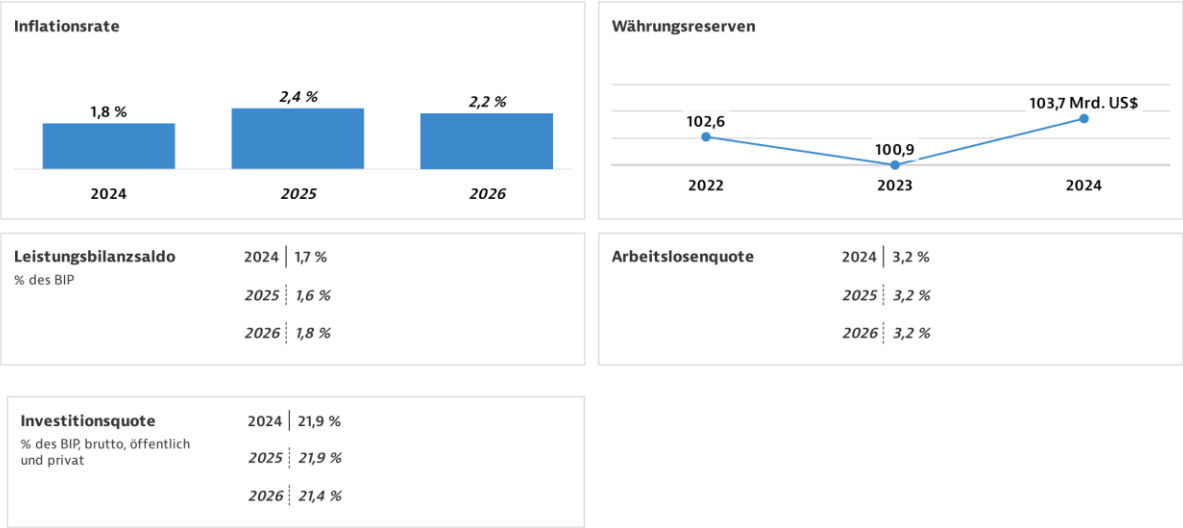 Inflationsrate
1,8 %
2,4 %
2,2 %
2024
2025
2026
Währungsreserven
102,6
100,9
103,7 Mrd. US$
2022
2023
2024
Leistungsbilanzsaldo
% des BIP
2024 1,7 %
2025 1,6 %
2026 1,8 %
Arbeitslosenquote
2024 3,2 %
2025 3,2 %
2026 3,2 %
Investitionsquote
% des BIP, brutto, öffentlich
und privat
2024 21,9 %
2025 21,9 %
2026 21,4 %